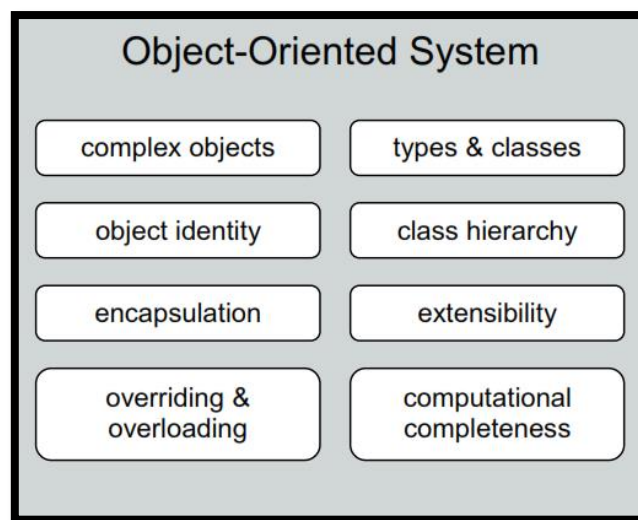 Object-Oriented System
complex objects
types & classes
object identity
class hierarchy
encapsulation
extensibility
overriding &
overloading
computational
completeness